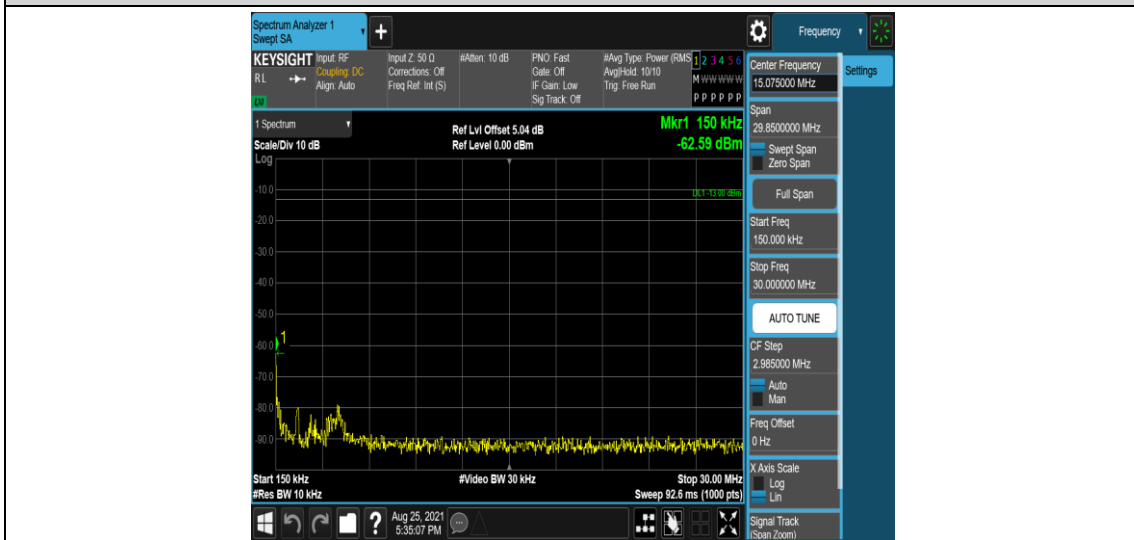 Spectrum Analyzer 1
Swept SA
+
Frequency
KEYSIGHT
RL
LXI
Input: RF
Coupling: DC
Align: Auto
Input Z: 50 Ω
Corrections: Off
Freq Ref: Int (S)
#Atten: 10 dB
PNO: Fast
Gate: Off
IF Gain: Low
Sig Track: Off
#Avg Type: Power (RMS
Avg|Hold: 10/10
Trig: Free Run
1 2 3 4 5 6
M W W W W W
P P P P P P
1 Spectrum
Scale/Div 10 dB
Log
Ref Lvl Offset 5.04 dB
Ref Level 0.00 dBm
Mkr1 150 kHz
-62.59 dBm
DL1 -13.00 dBm
-10.0
-20.0
-30.0
-40.0
-50.0
-60.0
-70.0
-80.0
-90.0
1
Start 150 kHz
#Res BW 10 kHz
#Video BW 30 kHz
Stop 30.00 MHz
Sweep 92.6 ms (1000 pts)
Center Frequency
15.075000 MHz
Settings
Span
29.8500000 MHz
Swept Span
Zero Span
Full Span
Start Freq
150.000 kHz
Stop Freq
30.000000 MHz
AUTO TUNE
CF Step
2.985000 MHz
Auto
Man
Freq Offset
0 Hz
X Axis Scale
Log
Lin
Signal Track
(Span Zoom)
?
Aug 25, 2021
5:35:07 PM